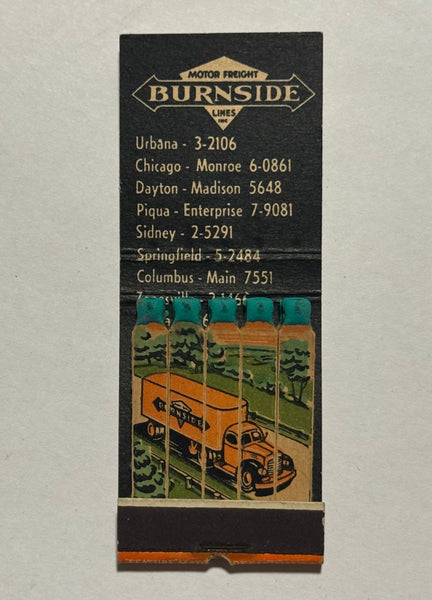 MOTOR FREIGHT
BURNSIDE
LINES
INC
Urbana - 3-2106
Chicago - Monroe 6-0861
Dayton - Madison 5648
Piqua - Enterprise 7-9081
Sidney - 2-5291
Springfield - 5-2484
Columbus - Main 7551
BURNSIDE